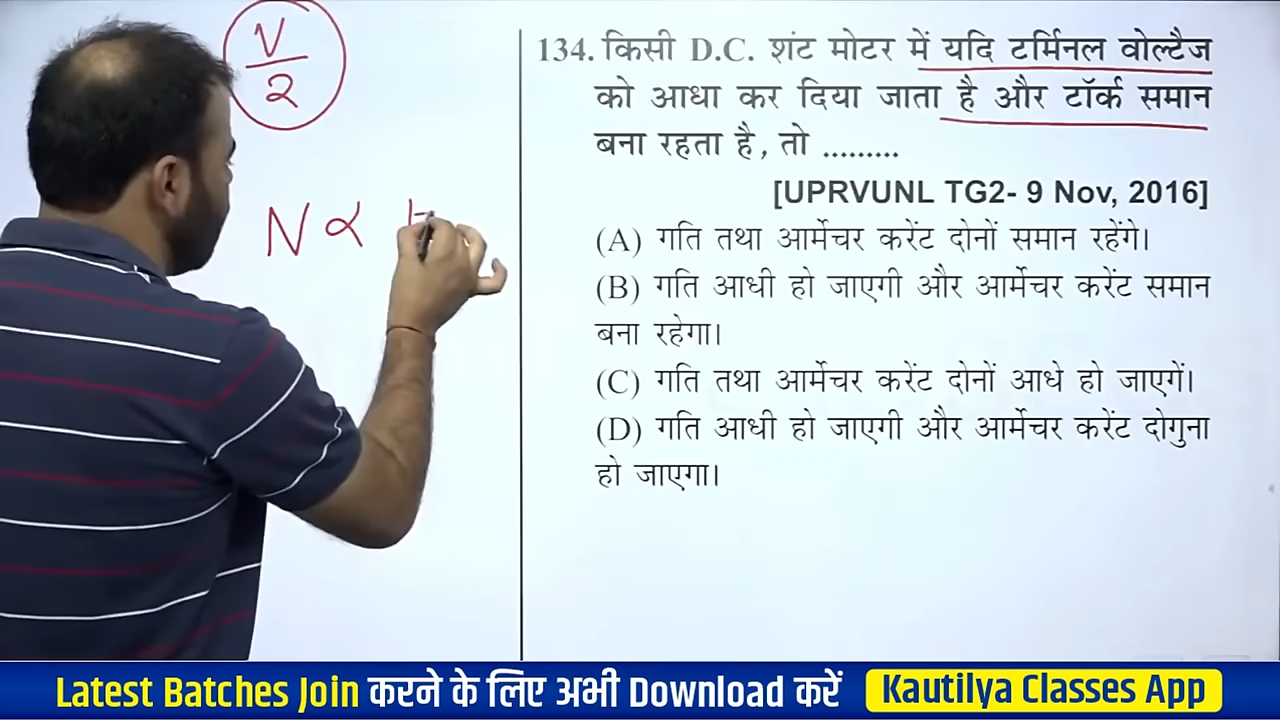 V
2
N ∝
134. किसी D.C. शंट मोटर में यदि टर्मिनल वोल्टैज
को आधा कर दिया जाता है और टॉर्क समान
बना रहता है, तो .........
[UPRVUNL TG2- 9 Nov, 2016]
(A) गति तथा आर्मेचर करेंट दोनों समान रहेंगे।
(B) गति आधी हो जाएगी और आर्मेचर करेंट समान
बना रहेगा।
(C) गति तथा आर्मेचर करेंट दोनों आधे हो जाएगें।
(D) गति आधी हो जाएगी और आर्मेचर करेंट दोगुना
हो जाएगा।
Latest Batches Join करने के लिए अभी Download करें Kautilya Classes App